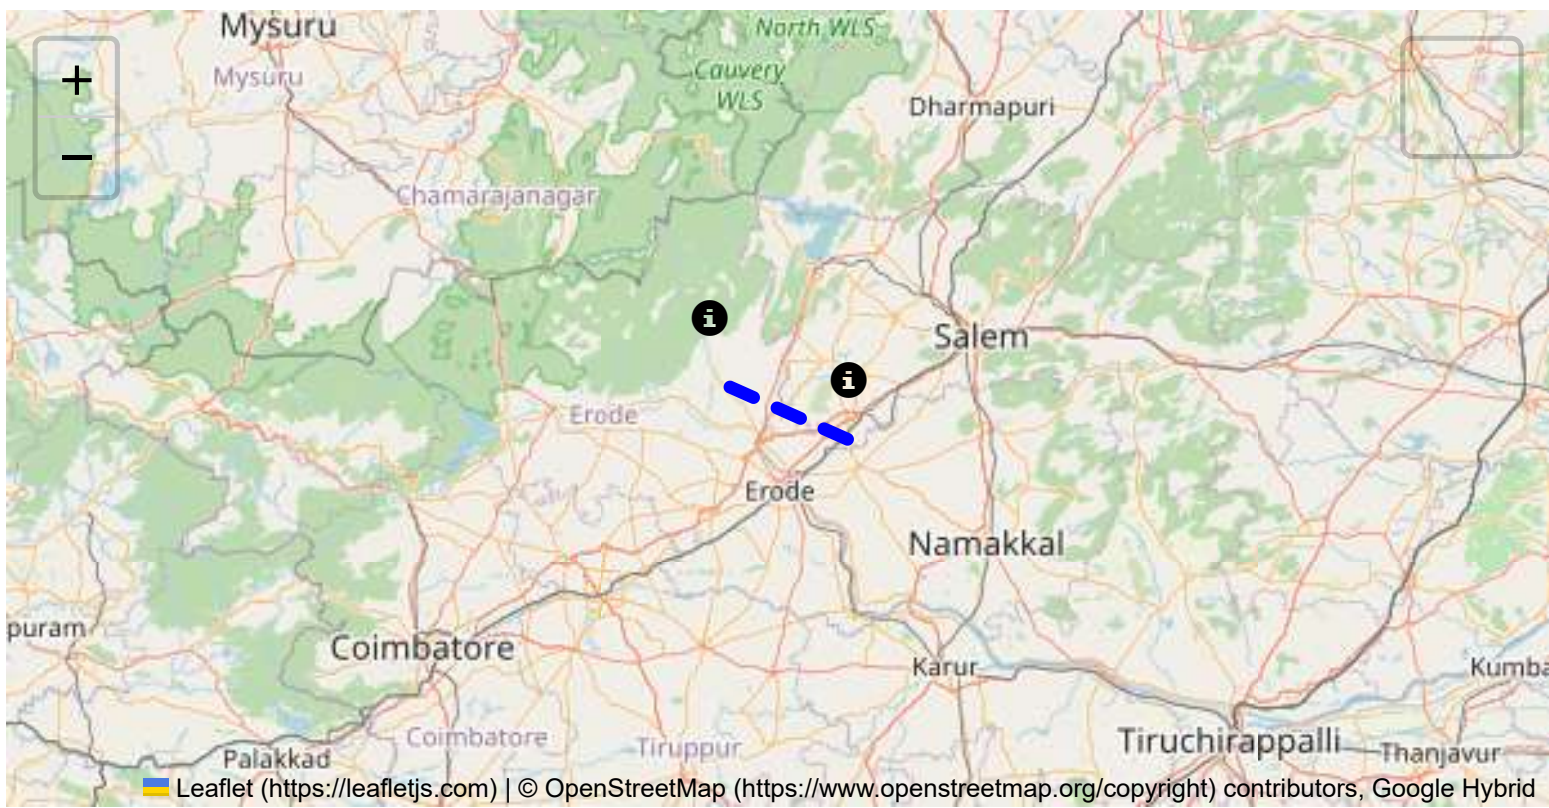 Mysuru
North WLS
Mysuru
+
Cauvery
WLS
Dharmapuri
−
Chamarajanagar
i
Salem
i
Erode
Erode
Namakkal
puram
Coimbatore
Karur
Kumba
Coimbatore
Tiruppur
Tiruchirappalli
Thanjavur
Palakkad
Leaflet (https://leafletjs.com) | © OpenStreetMap (https://www.openstreetmap.org/copyright) contributors, Google Hybrid